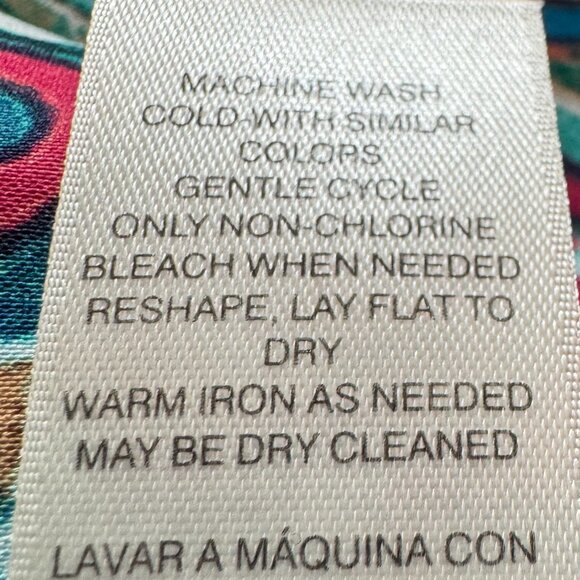 MACHINE WASH
COLD-WITH SIMILAR
COLORS
GENTLE CYCLE
ONLY NON-CHLORINE
BLEACH WHEN NEEDED
RESHAPE, LAY FLAT TO
DRY
WARM IRON AS NEEDED
MAY BE DRY CLEANED
LAVAR A MÁQUINA CON